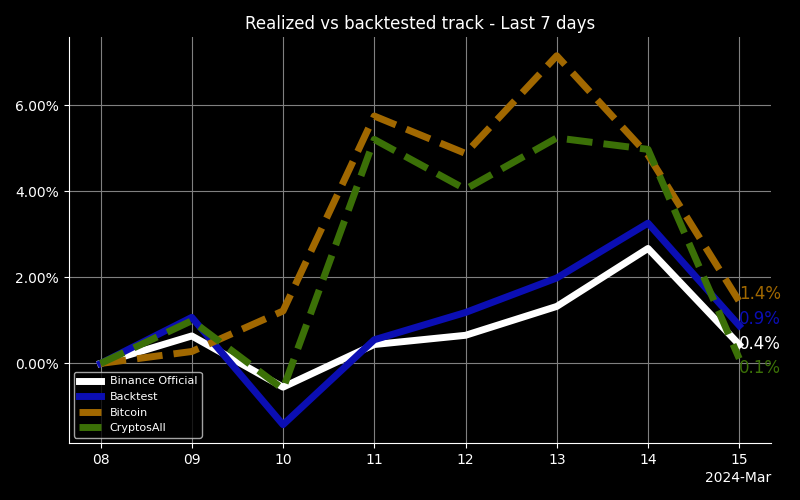 Realized vs backtested track - Last 7 days
6.00%
4.00%
2.00%
0.00%
1.4%
0.9%
0.4%
0.1%
Binance Official
Backtest
Bitcoin
CryptosAll
08 09 10 11 12 13 14 15
2024-Mar